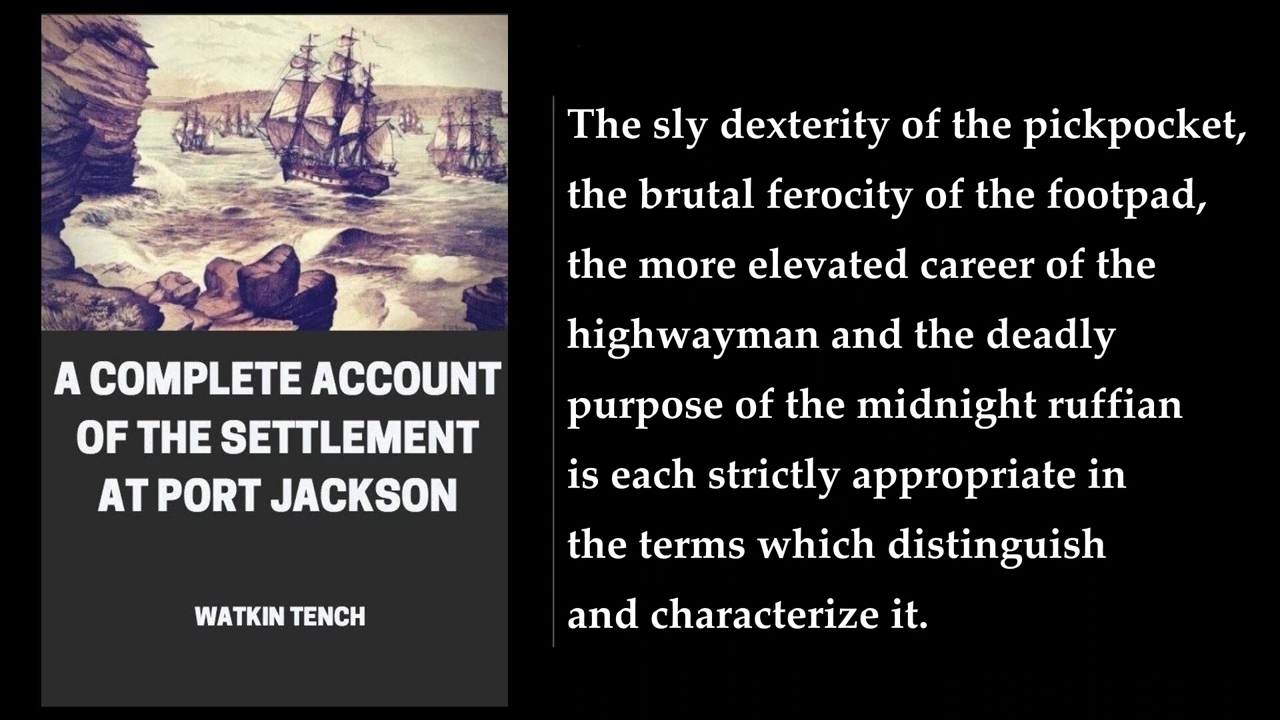 A COMPLETE ACCOUNT
OF THE SETTLEMENT
AT PORT JACKSON
WATKIN TENCH
The sly dexterity of the pickpocket,
the brutal ferocity of the footpad,
the more elevated career of the
highwayman and the deadly
purpose of the midnight ruffian
is each strictly appropriate in
the terms which distinguish
and characterize it.